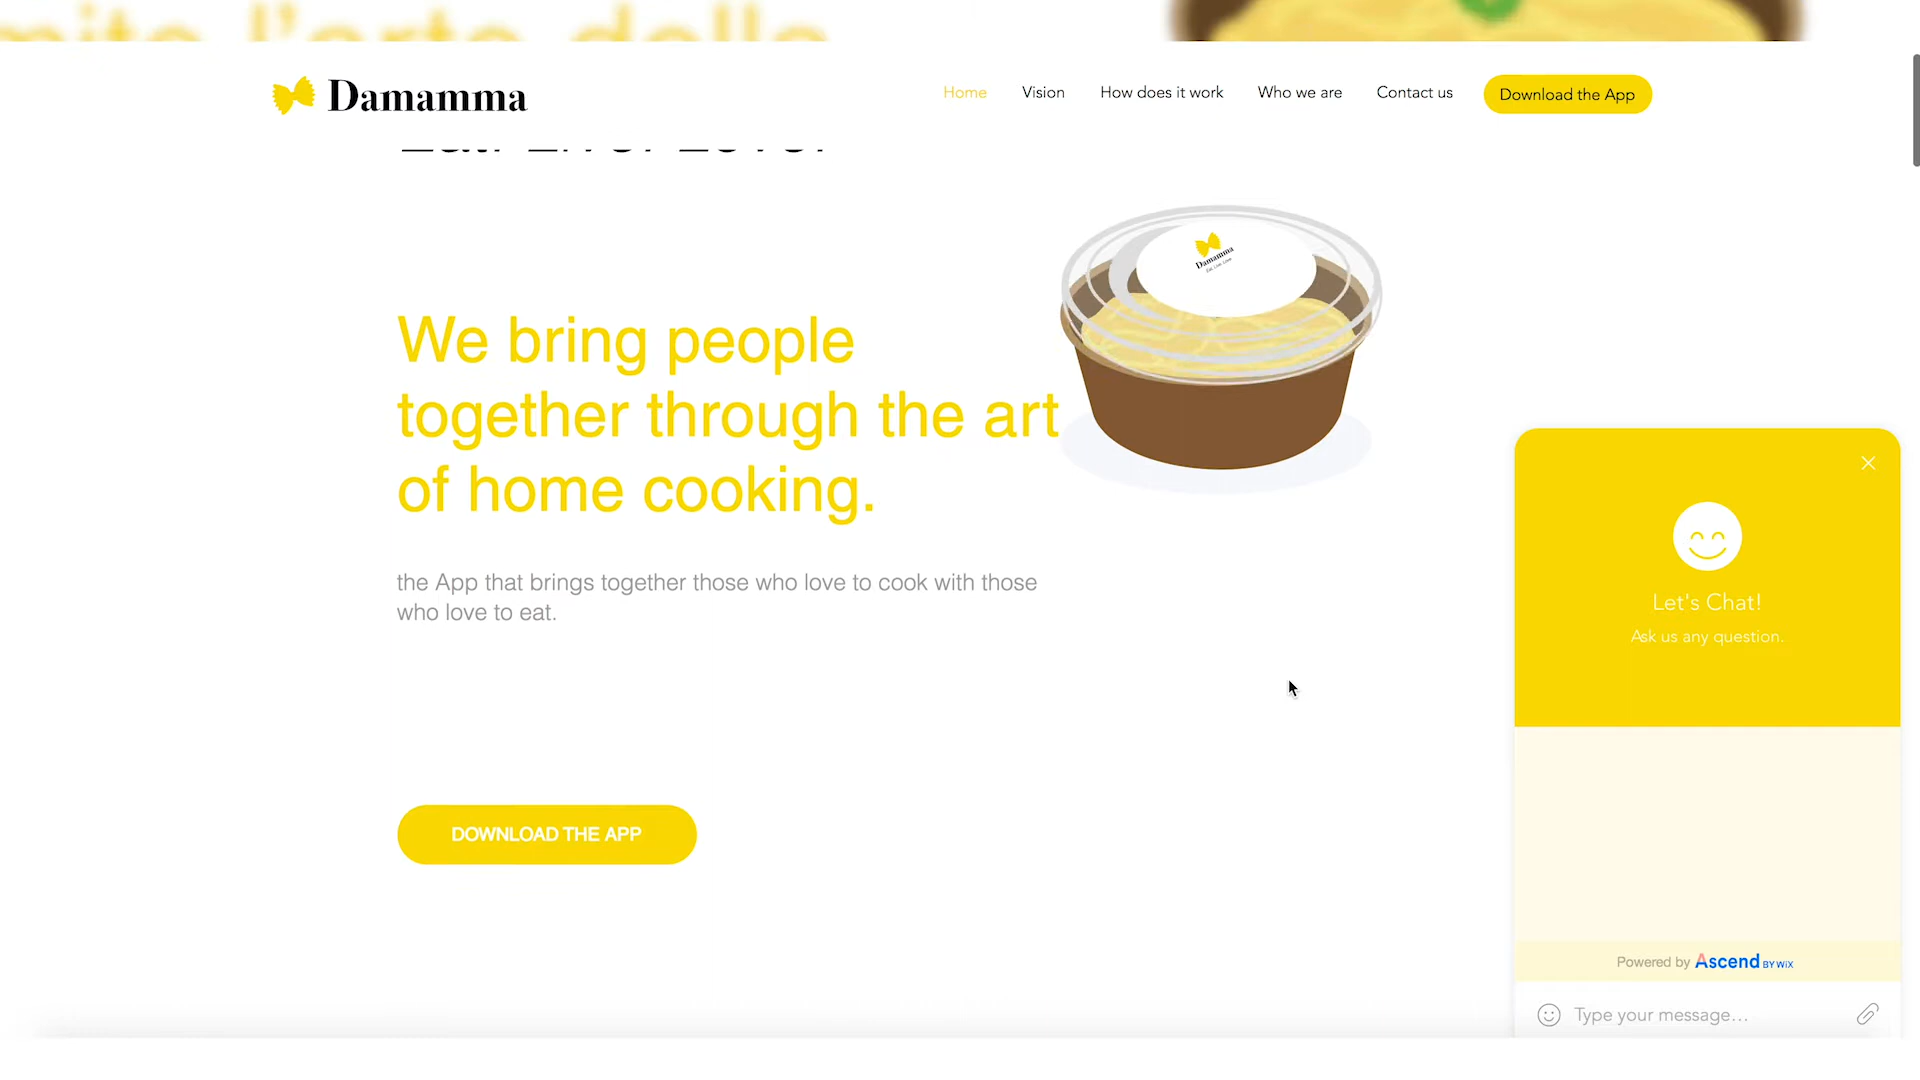 Damamma
Home
Vision
How does it work
Who we are
Contact us
Download the App
Damamma
We bring people
together through the art
of home cooking.
the App that brings together those who love to cook with those
who love to eat.
DOWNLOAD THE APP
Let's Chat!
Ask us any question.
Powered by Ascend BY WIX
Type your message...